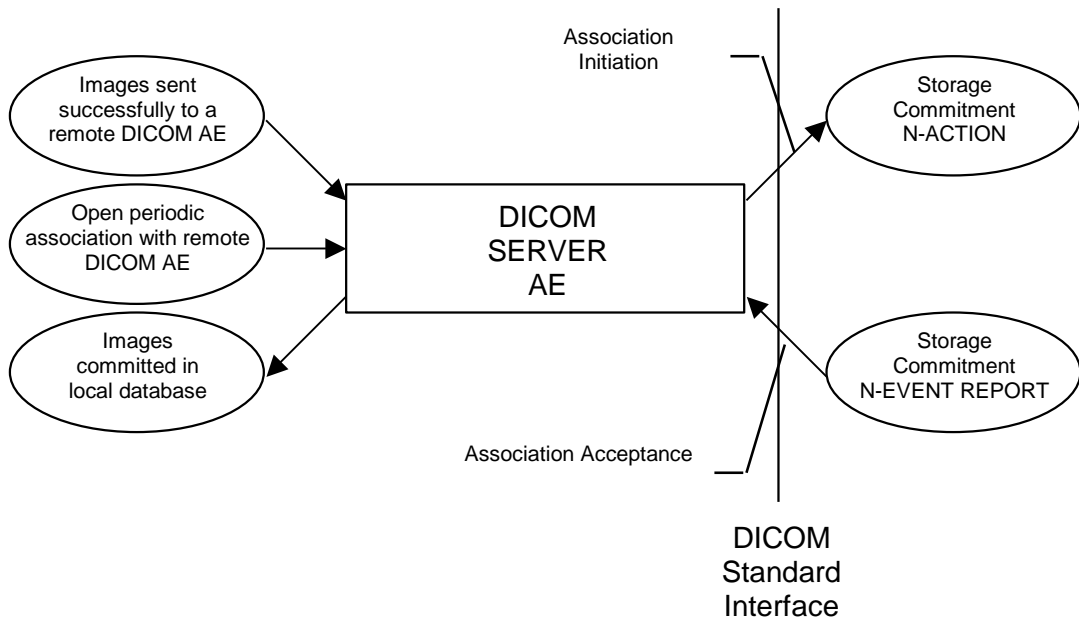 Association
Initiation
Images sent
successfully to a
remote DICOM AE
Storage
Commitment
N-ACTION
Open periodic
association with remote
DICOM AE
DICOM
SERVER
AE
Images
committed in
local database
Storage
Commitment
N-EVENT REPORT
Association Acceptance
DICOM
Standard
Interface